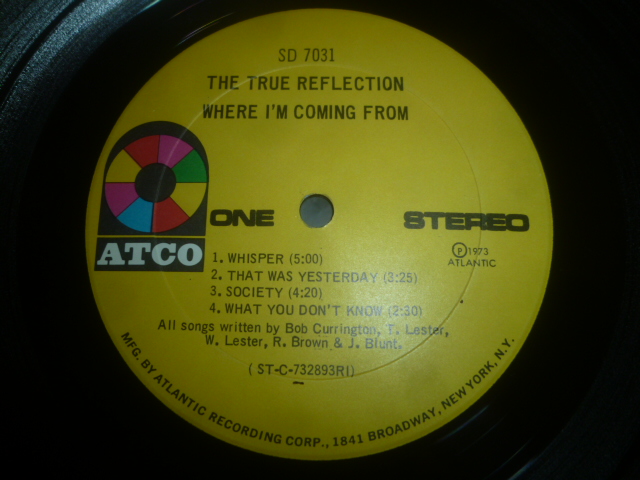 SD 7031
THE TRUE REFLECTION
WHERE I'M COMING FROM
ATCO
ONE
STEREO
℗ 1973
ATLANTIC
1. WHISPER (5:00)
2. THAT WAS YESTERDAY (3:25)
3. SOCIETY (4:20)
4. WHAT YOU DON'T KNOW (2:30)
All songs written by Bob Currington, T. Lester,
W. Lester, R. Brown & J. Blunt.
(ST-C-732893RI)
MFG. BY ATLANTIC RECORDING CORP., 1841 BROADWAY, NEW YORK, N.Y.